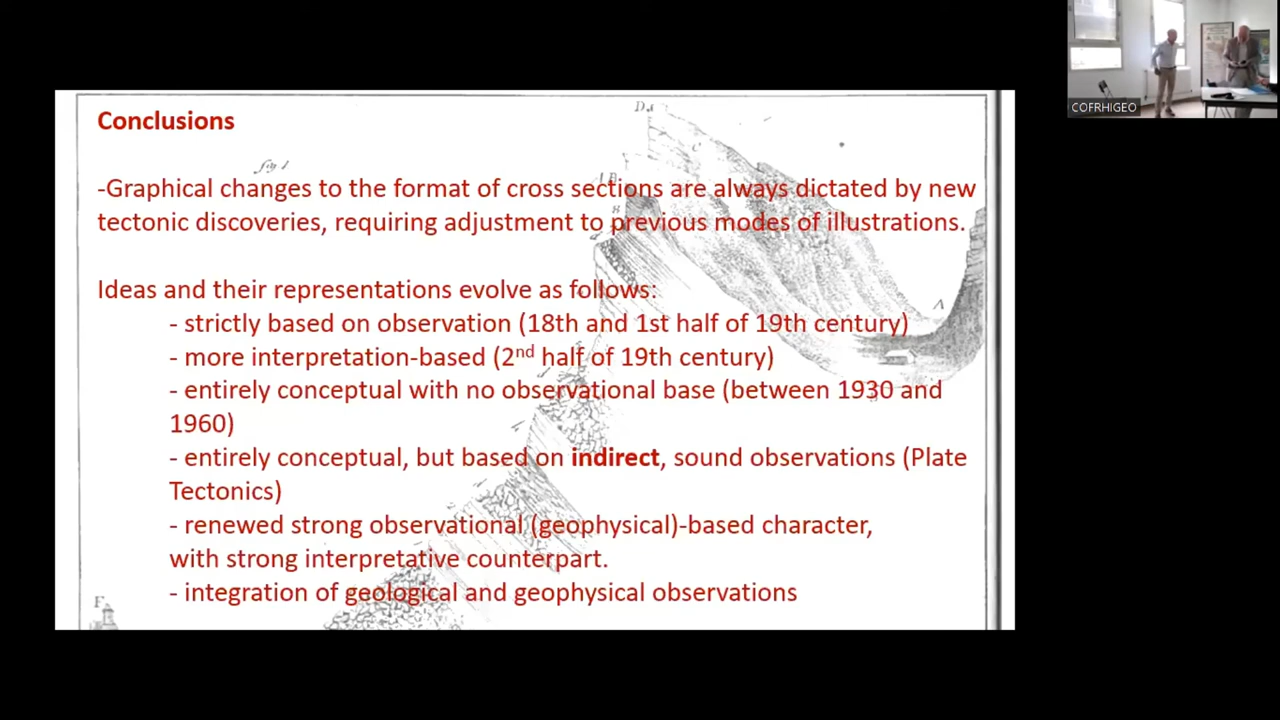 COFRHIGEO
Conclusions
fig 1
-Graphical changes to the format of cross sections are always dictated by new
tectonic discoveries, requiring adjustment to previous modes of illustrations.
Ideas and their representations evolve as follows:
- strictly based on observation (18th and 1st half of 19th century)
- more interpretation-based (2nd half of 19th century)
- entirely conceptual with no observational base (between 1930 and
1960)
- entirely conceptual, but based on indirect, sound observations (Plate
Tectonics)
- renewed strong observational (geophysical)-based character,
with strong interpretative counterpart.
- integration of geological and geophysical observations
D
C
A
F